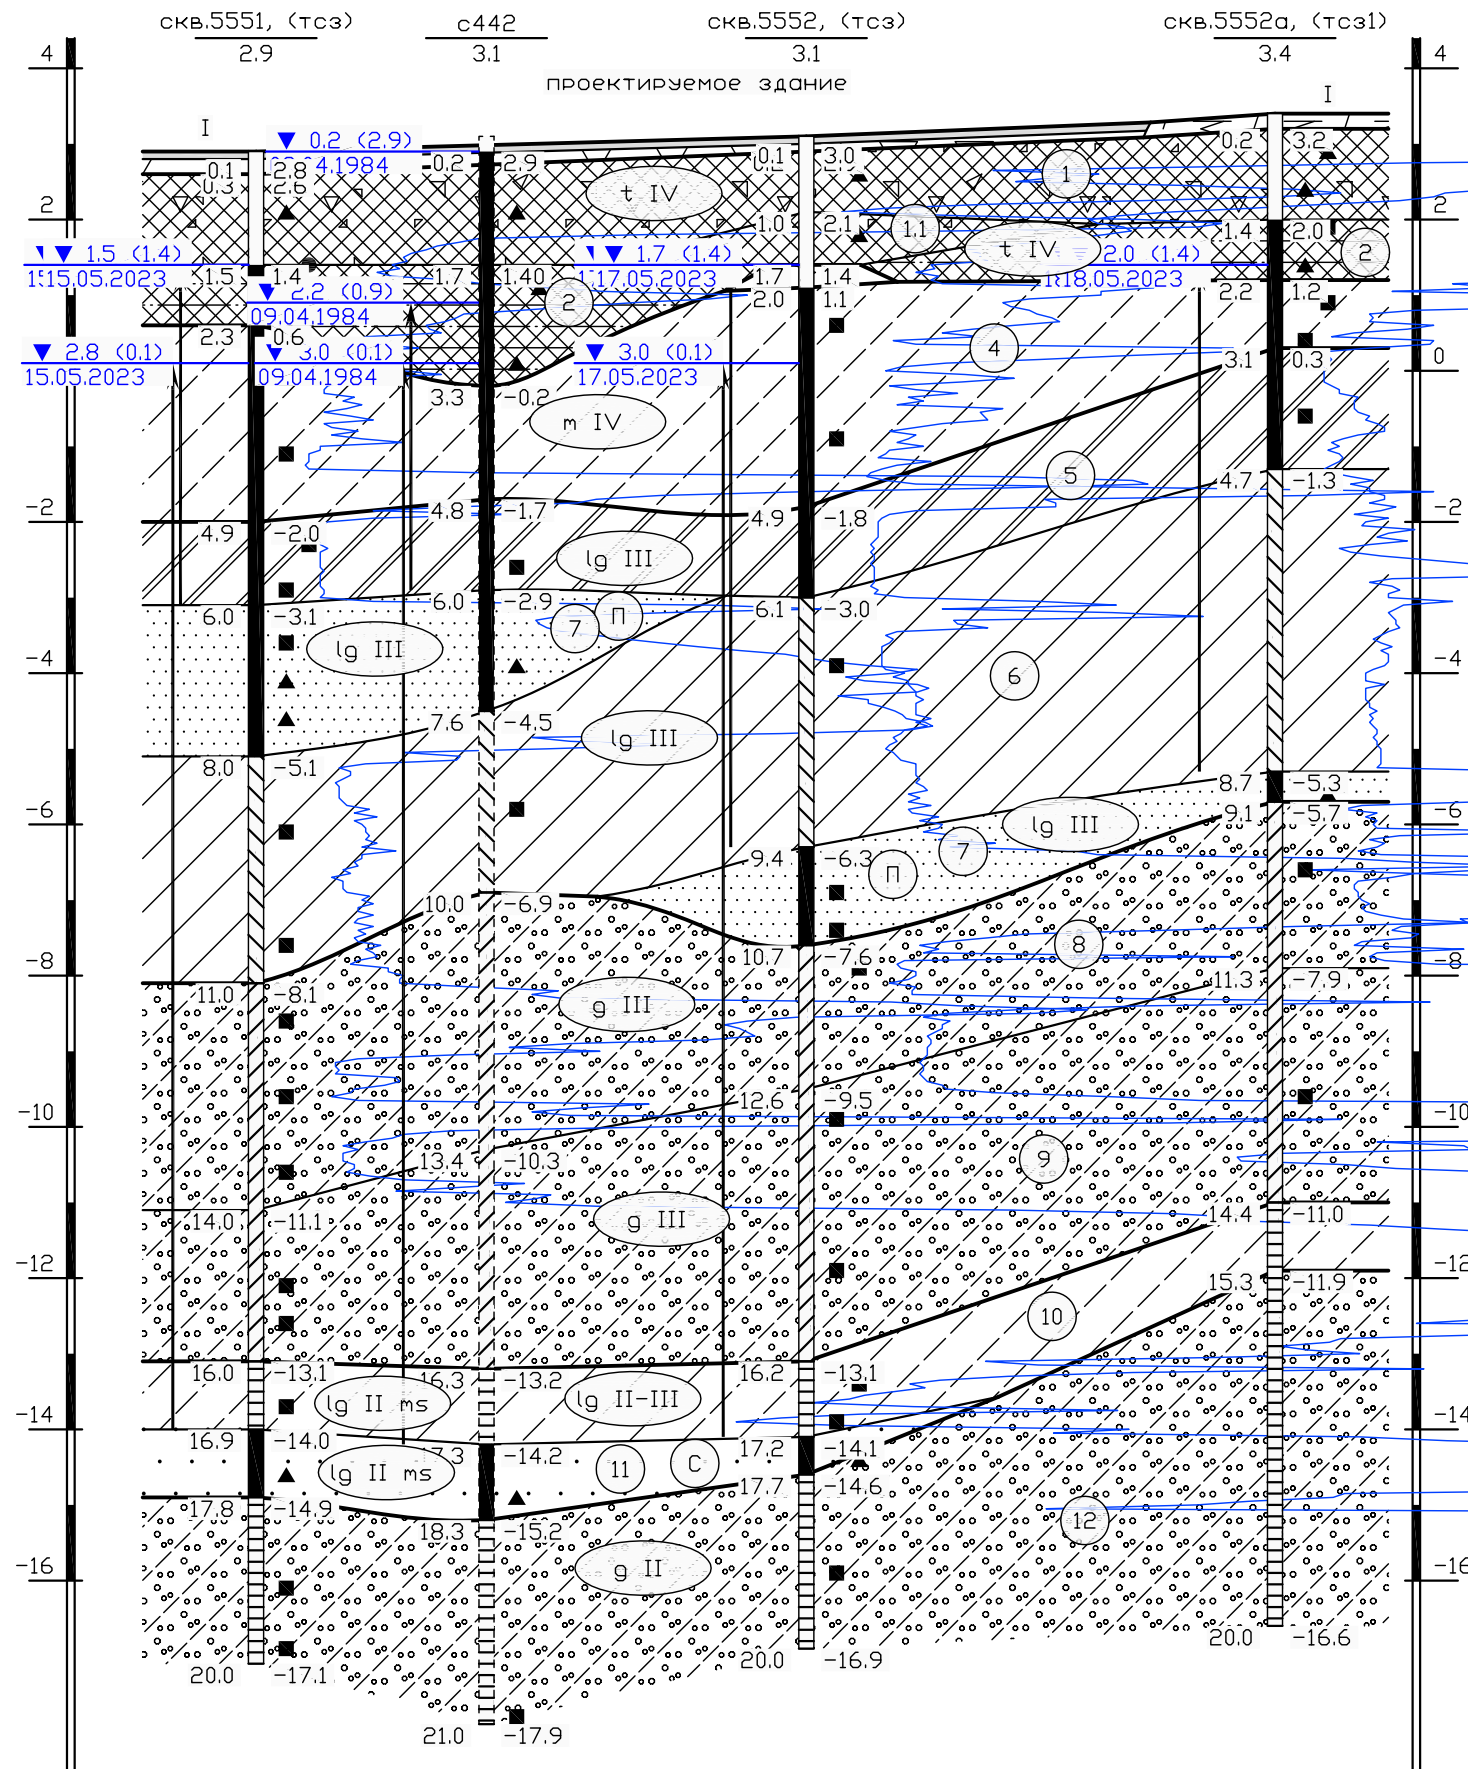 скв.5551, (тсз) с442 скв.5552, (тсз) скв.5552а, (тсз1)
2.9 3.1 3.1 3.4
4 4
проектируемое здание
I I
0.2 (2.9)
4.1984
0.1 2.8 0.2 2.9 0.1 3.0 0.2 3.2
0.3 2.6
1
t IV
2 2
1.0 2.1 1.1 1.4 2.0
t IV 2
1.5 (1.4) 1.7 (1.4) 2.0 (1.4)
15.05.2023 1.5 1.4 1.7 1.40 17.05.2023 1.7 1.4 18.05.2023
2.2 (0.9) 2 2.0 1.1 2.2 1.2
09.04.1984
2.3 0.6
2.8 (0.1) 3.0 (0.1) 3.0 (0.1) 4 3.1 0.3 0
15.05.2023 09.04.1984 17.05.2023
3.3 -0.2
m IV
5 4.7 -1.3
-2 4.8 -1.7 4.9 -1.8 -2
4.9 -2.0
lg III
6.0 -3.1 6.0 -2.9 6.1 -3.0
7 П
lg III
-4 6 -4
7.6 -4.5
lg III
8.0 -5.1 8.7 -5.3
-6 lg III 9.1 -5.7 -6
9.4 -6.3 7
П
10.0 -6.9
8
-8 10.7 -7.6 -8
11.0 -8.1 11.3 -7.9
g III
-10 12.6 -9.5 -10
13.4 -10.3 9
14.0 -11.1 g III 14.4 -11.0
-12 15.3 -11.9 -12
10
16.0 -13.1 16.3 -13.2 16.2 -13.1
lg II ms lg II-III
-14 -14
16.9 -14.0 17.3 -14.2 17.2 -14.1
lg II ms 11 С
17.8 -14.9 17.7 -14.6
18.3 -15.2 12
-16 g II -16
20.0 -17.1 20.0 -16.9 20.0 -16.6
21.0 -17.9